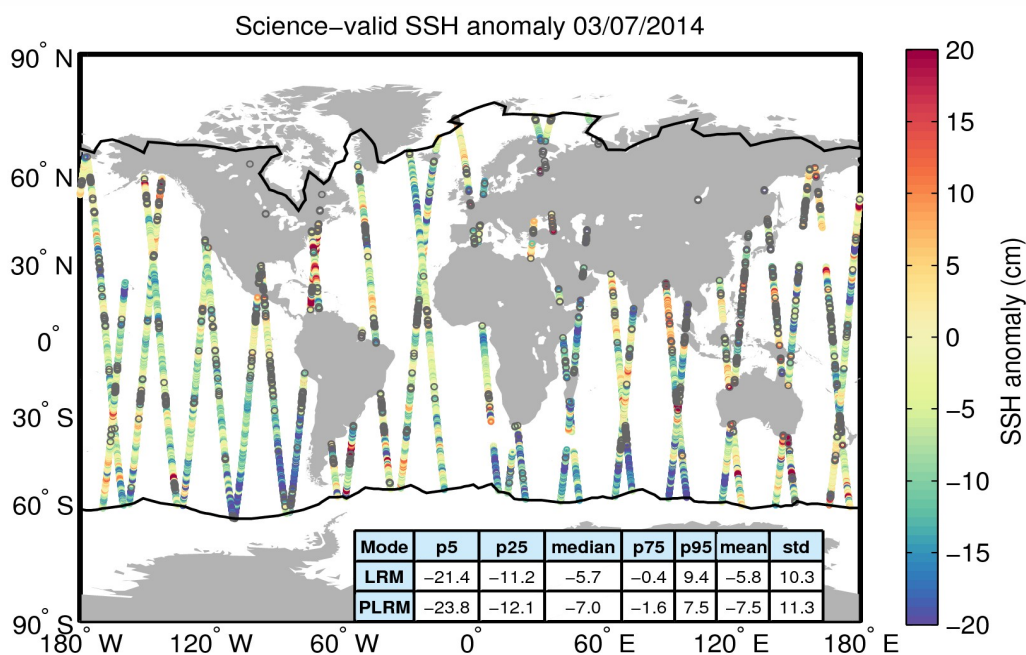 Science−valid SSH anomaly 03/07/2014
90° N
60° N
30° N
0°
30° S
60° S
90° S
180° W
120° W
60° W
0°
60° E
120° E
180° E
Mode p5 p25 median p75 p95 mean std
LRM −21.4 −11.2 −5.7 −0.4 9.4 −5.8 10.3
PLRM −23.8 −12.1 −7.0 −1.6 7.5 −7.5 11.3
20
15
10
5
0
−5
−10
−15
−20
SSH anomaly (cm)